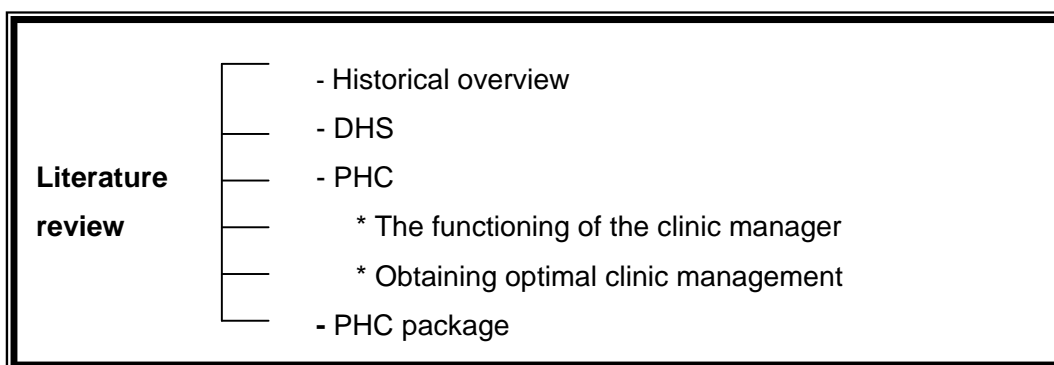 - Historical overview
- DHS
Literature
- PHC
review
* The functioning of the clinic manager
* Obtaining optimal clinic management
- PHC package